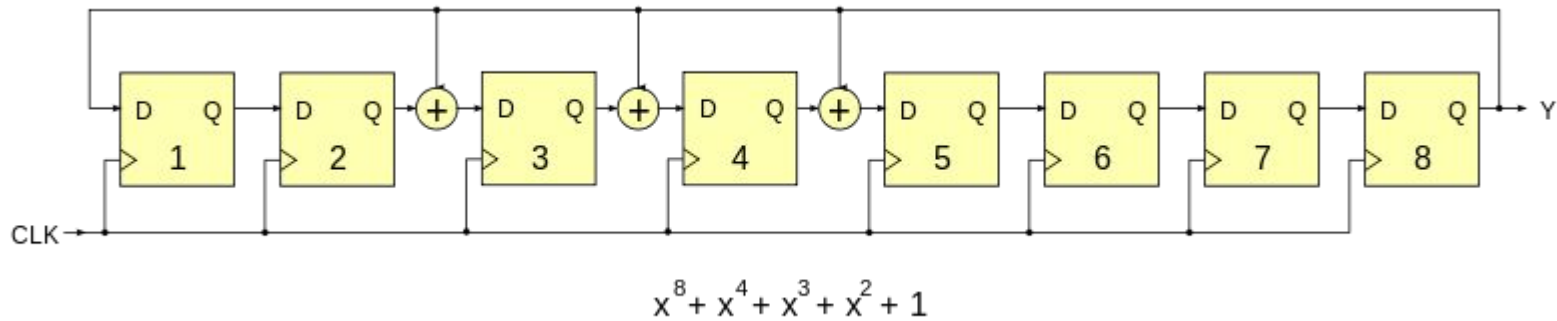 + + +
D Q D Q D Q D Q D Q D Q D Q D Q Y
1 2 3 4 5 6 7 8
CLK
x⁸+ x⁴+ x³+ x²+ 1